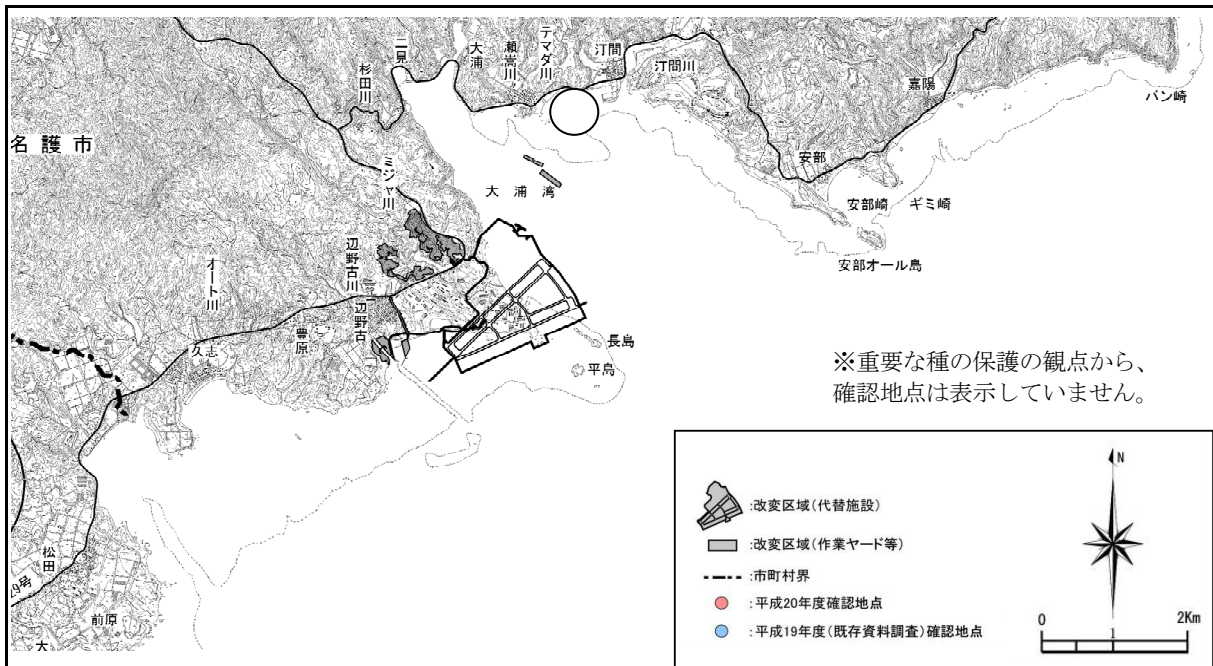 名護市
杉田川
二見
大浦
瀬嵩川
テマダ川
汀間
汀間川
嘉陽
バン崎
安部
安部崎
ギミ崎
安部オール島
大浦湾
ミジャ川
辺野古川
辺野古
オート川
豊原
久志
長島
平島
松田
前原
大
※重要な種の保護の観点から、
確認地点は表示していません。
:改変区域(代替施設)
:改変区域(作業ヤード等)
:市町村界
:平成20年度確認地点
:平成19年度(既存資料調査)確認地点
N
0 1 2Km